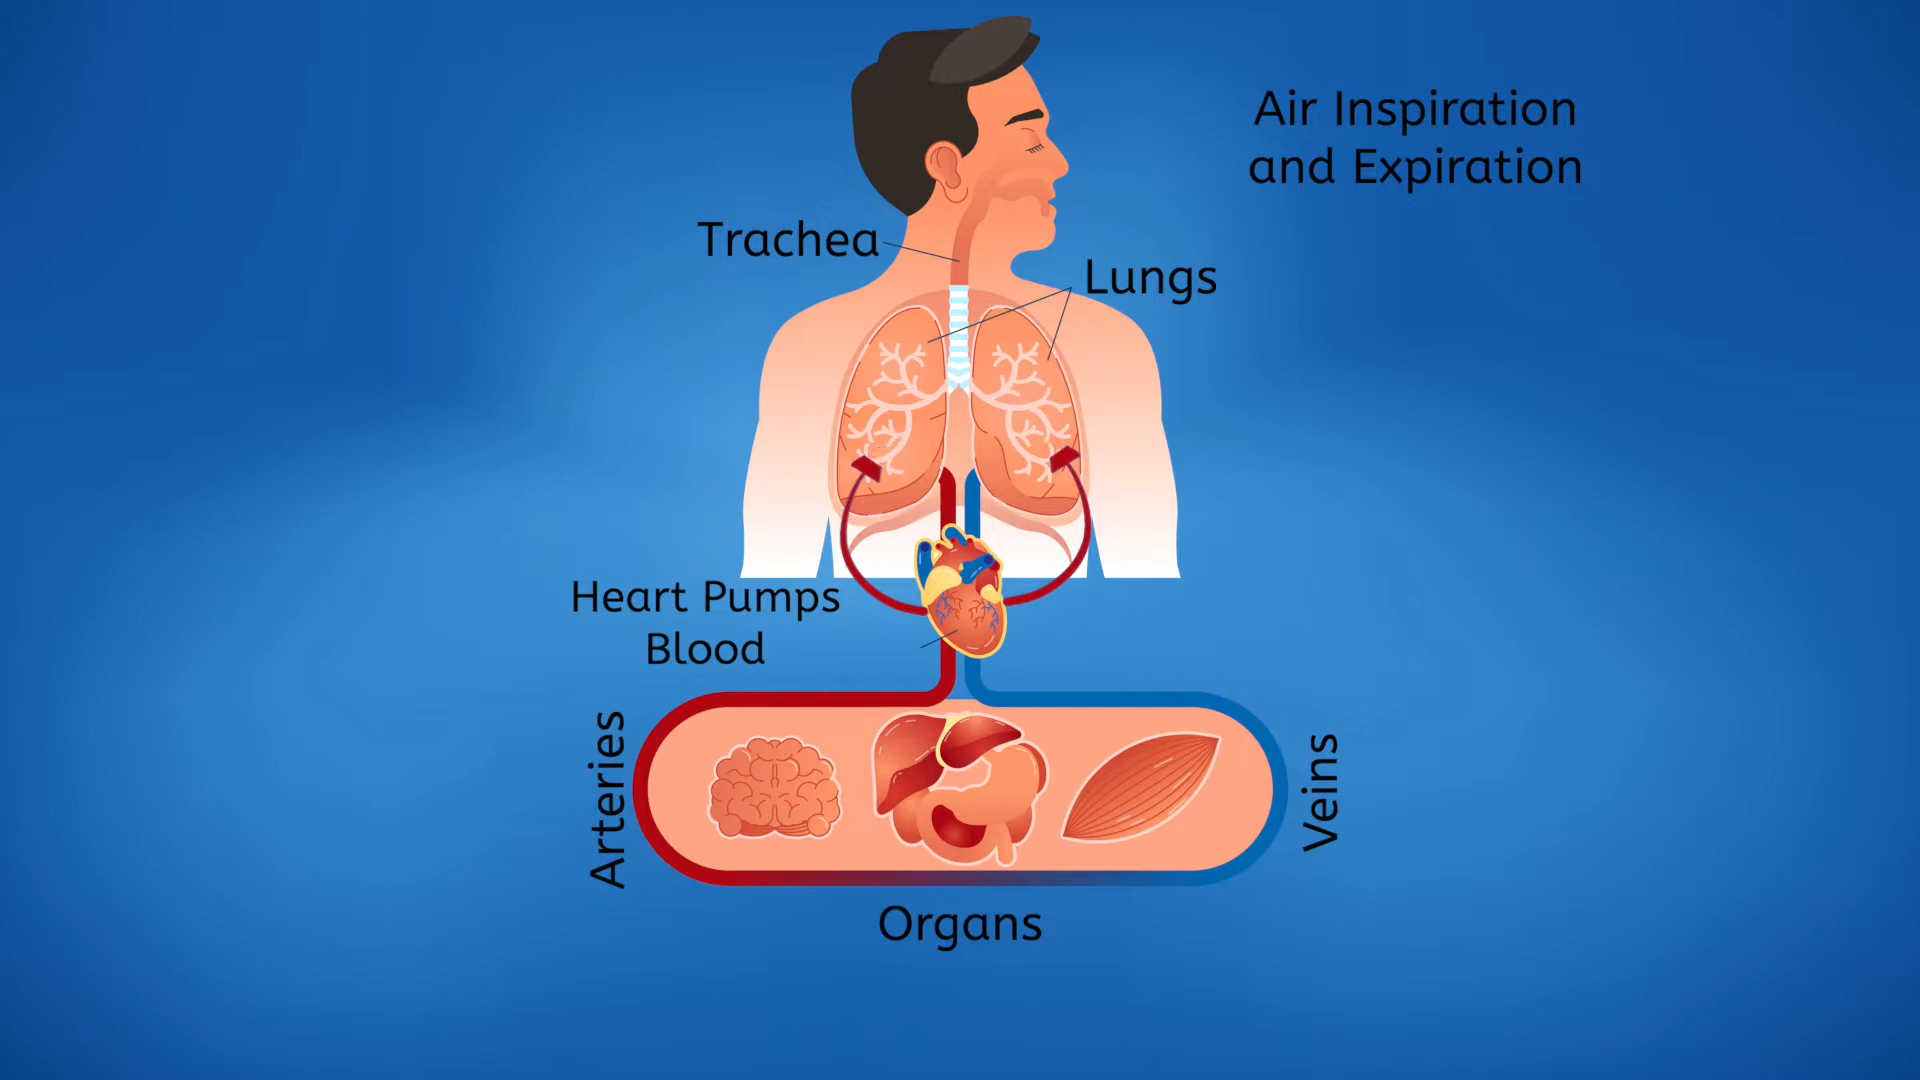 Air Inspiration
and Expiration
Trachea
Lungs
Heart Pumps
Blood
Arteries
Veins
Organs